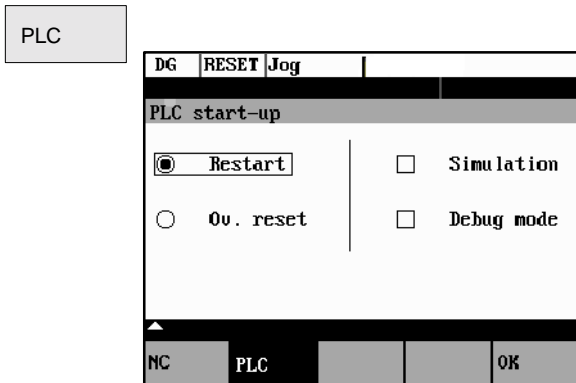 PLC
DG RESET Jog
PLC start-up
Restart Simulation
Ov. reset Debug mode
NC PLC OK